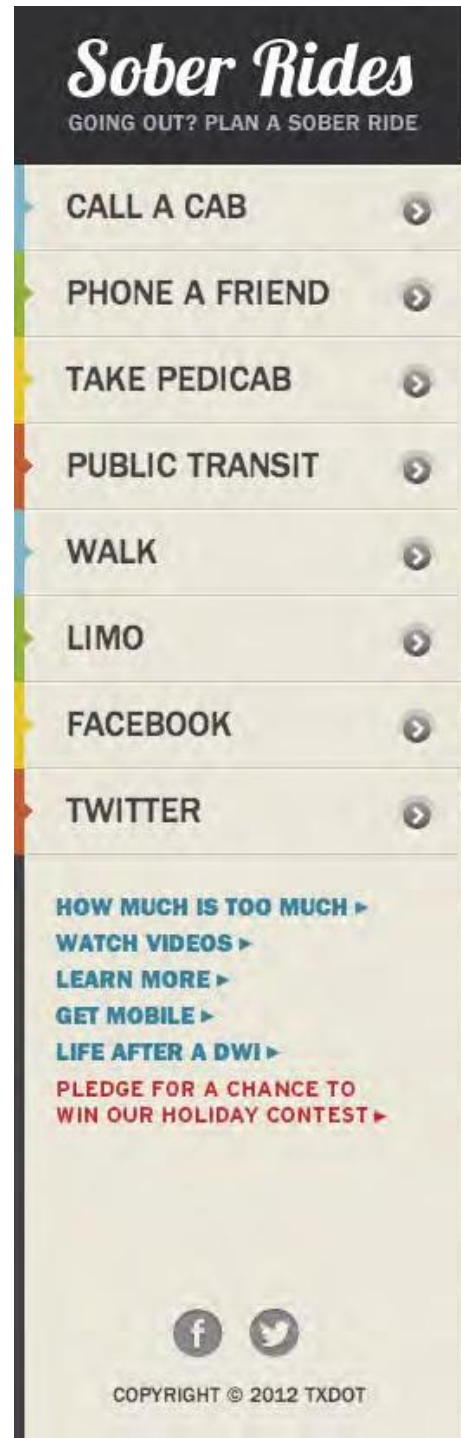 Sober Rides
GOING OUT? PLAN A SOBER RIDE
CALL A CAB
PHONE A FRIEND
TAKE PEDICAB
PUBLIC TRANSIT
WALK
LIMO
FACEBOOK
TWITTER
HOW MUCH IS TOO MUCH ▸
WATCH VIDEOS ▸
LEARN MORE ▸
GET MOBILE ▸
LIFE AFTER A DWI ▸
PLEDGE FOR A CHANCE TO
WIN OUR HOLIDAY CONTEST ▸
COPYRIGHT © 2012 TXDOT